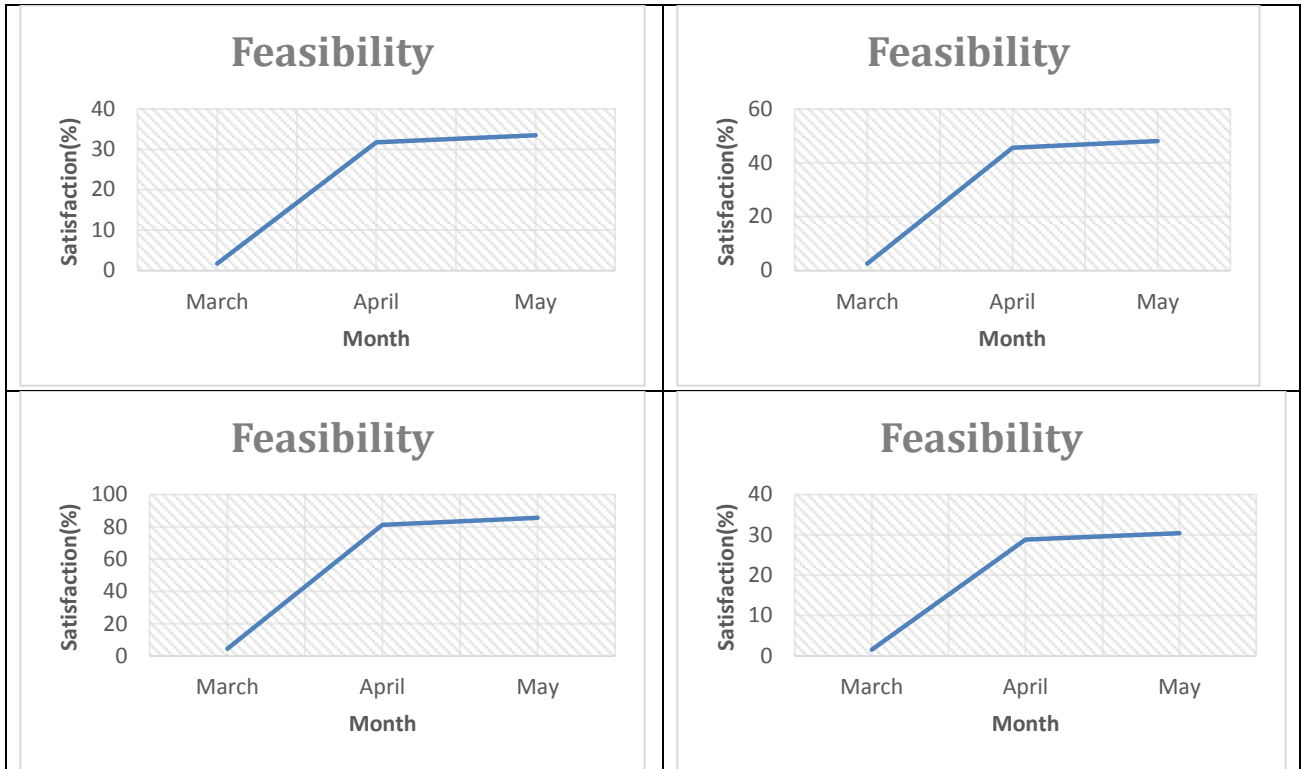 Feasibility
Satisfaction(%)
40
30
20
10
0
March April May
Month
Feasibility
Satisfaction(%)
60
40
20
0
March April May
Month
Feasibility
Satisfaction(%)
100
80
60
40
20
0
March April May
Month
Feasibility
Satisfaction(%)
40
30
20
10
0
March April May
Month